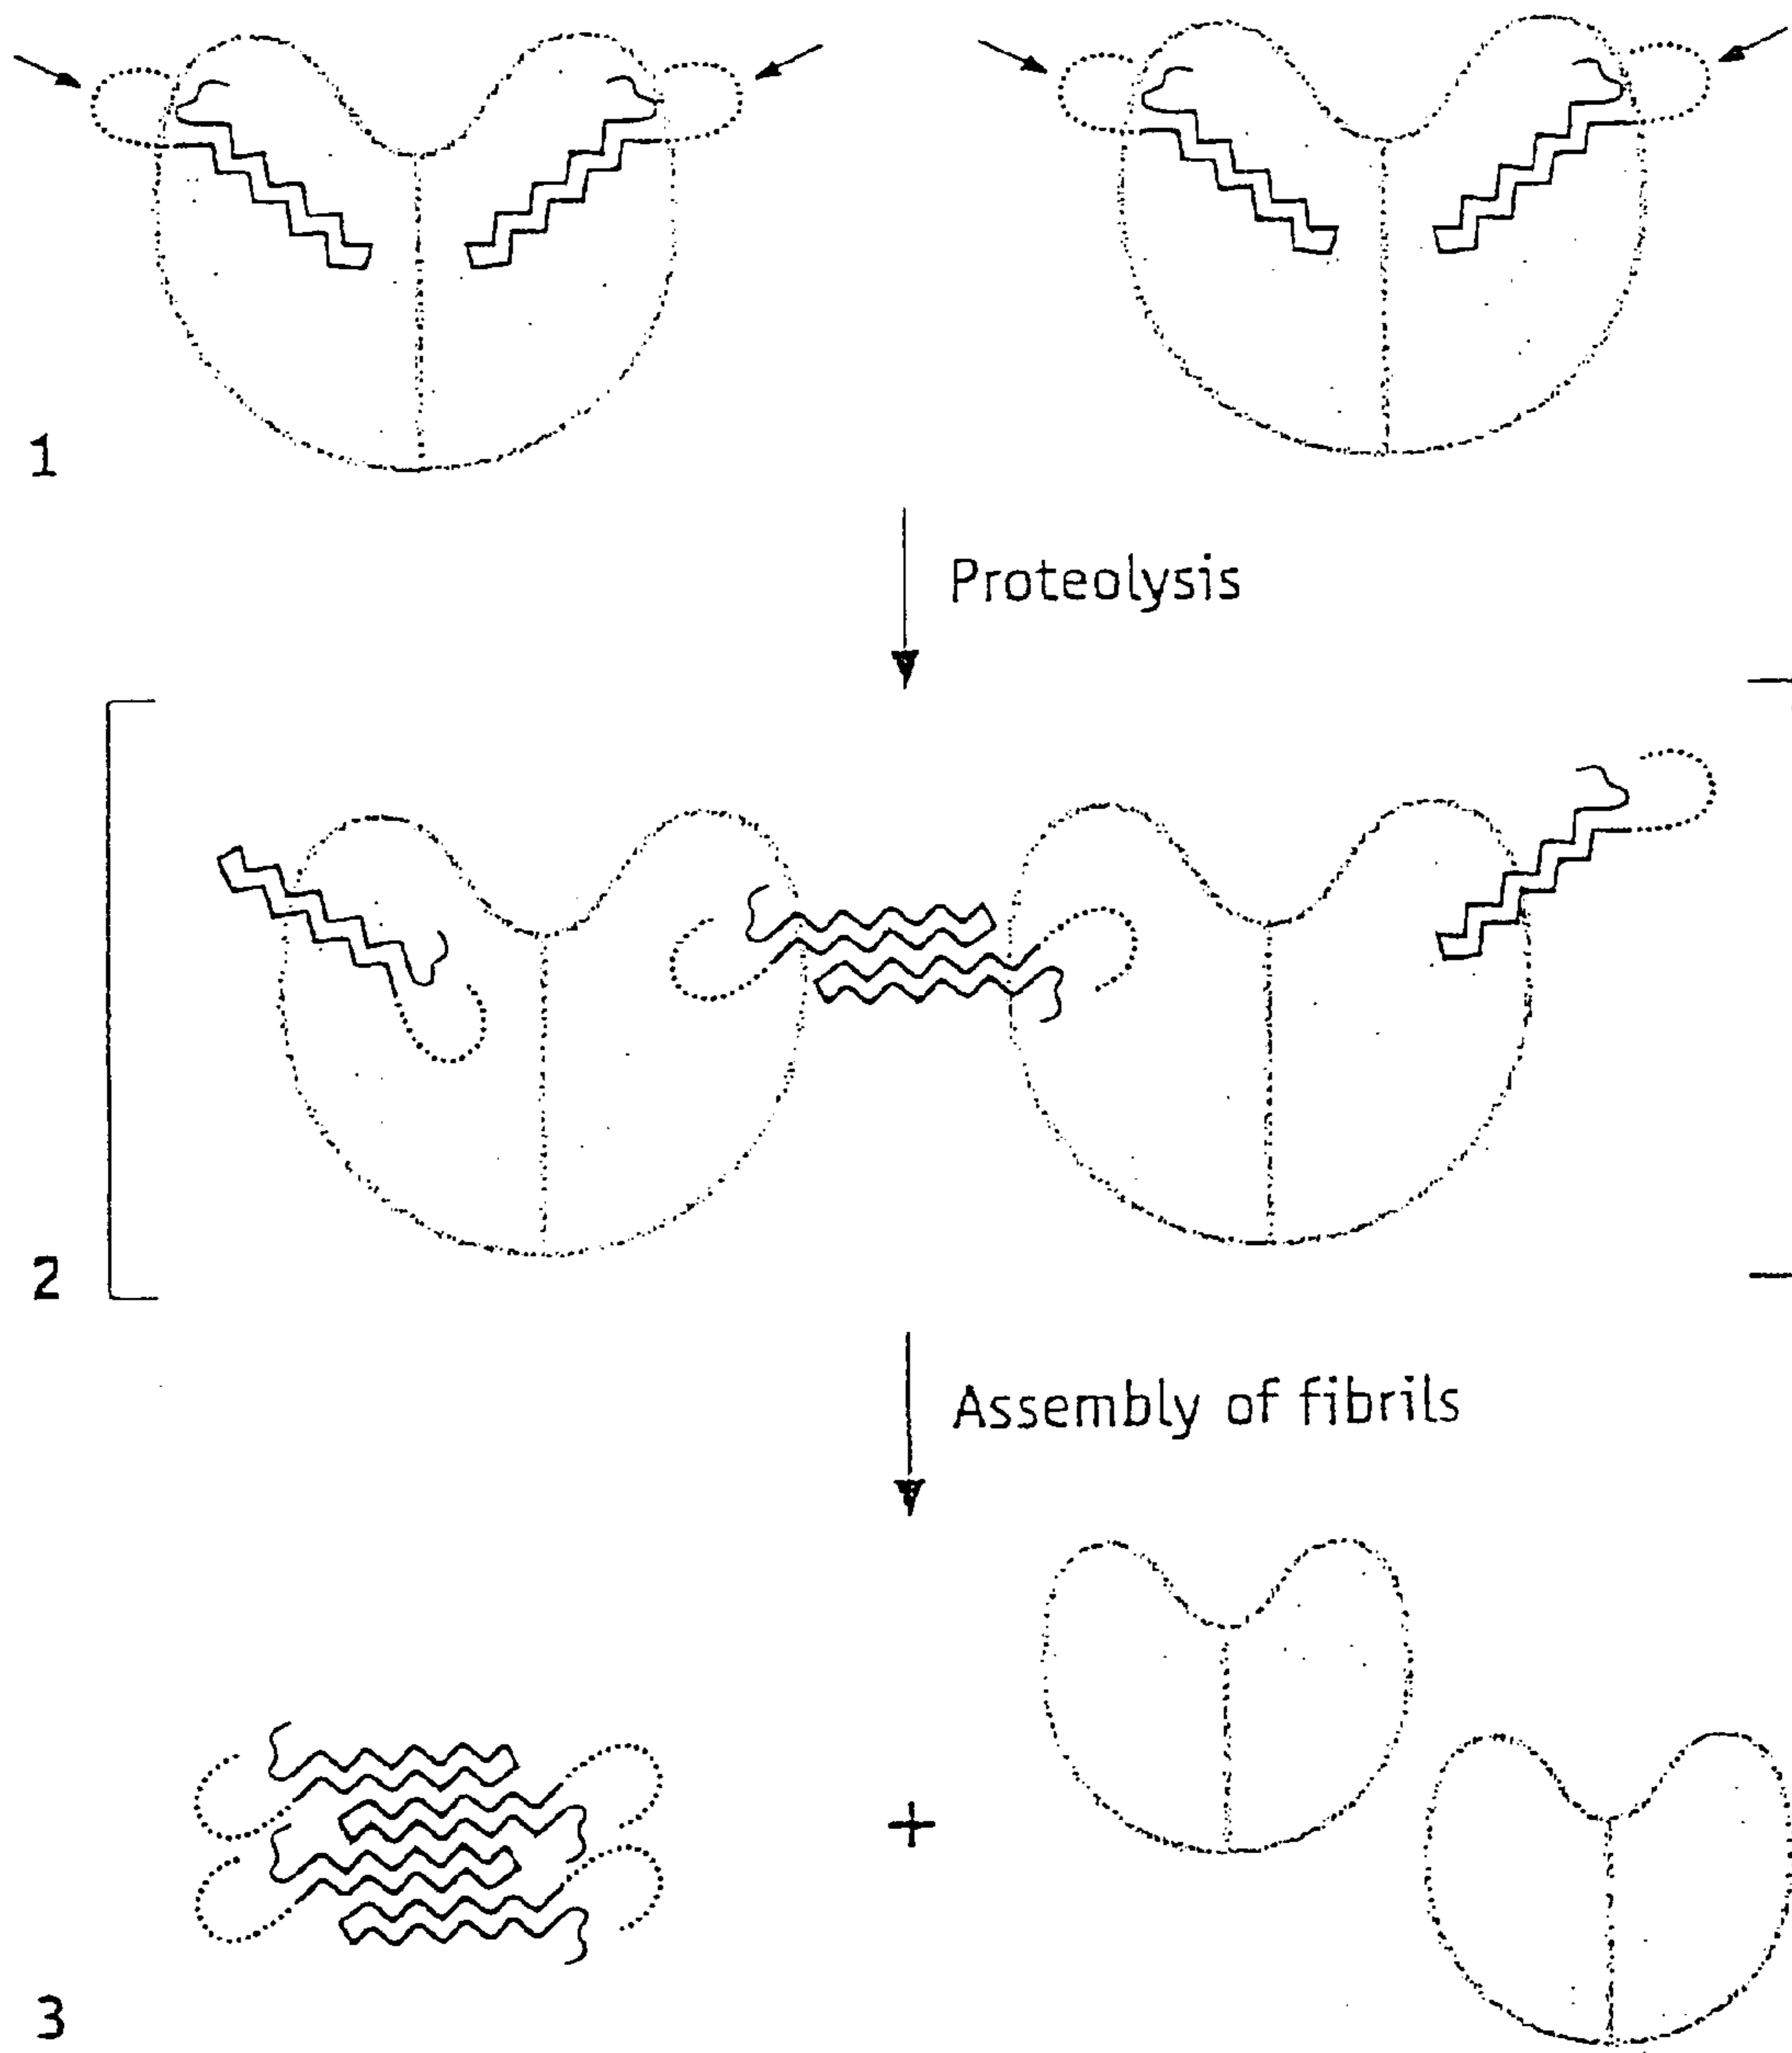 1
Proteolysis
2
Assembly of fibrils
+
3